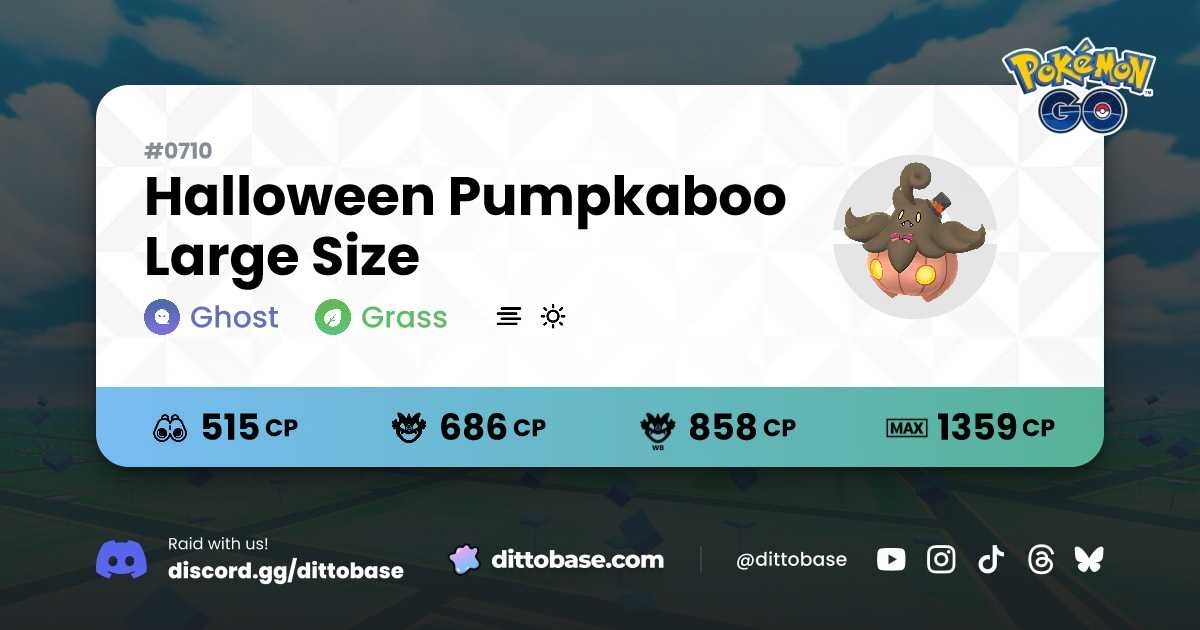 POKÉMON
GO
#0710
Halloween Pumpkaboo
Large Size
Ghost Grass
515 CP 686 CP 858 CP MAX 1359 CP
WB
Raid with us!
discord.gg/dittobase
dittobase.com
@dittobase